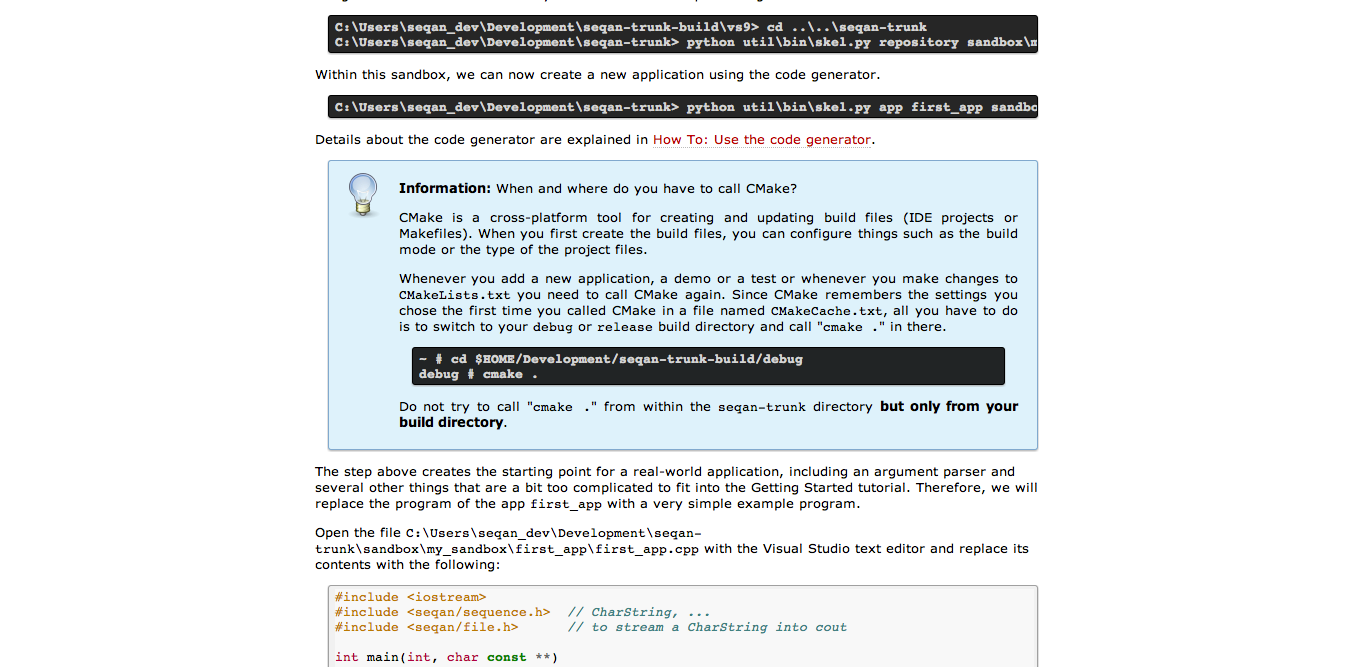 C:\Users\seqan_dev\Development\seqan-trunk-build\vs9> cd ..\..\seqan-trunk
C:\Users\seqan_dev\Development\seqan-trunk> python util\bin\skel.py repository
Within this sandbox, we can now create a new application using the code generator.
C:\Users\seqan_dev\Development\seqan-trunk> python util\bin\skel.py app first_app
Details about the code generator are explained in How To: Use the code generator.
Information: When and where do you have to call CMake?
CMake is a cross-platform tool for creating and updating build files (IDE projects or
Makefiles). When you first create the build files, you can configure things such as the build
mode or the type of the project files.
Whenever you add a new application, a demo or a test or whenever you make changes to
CMakeLists.txt you need to call CMake again. Since CMake remembers the settings you
chose the first time you called CMake in a file named CMakeCache.txt, all you have to do
is to switch to your debug or release build directory and call "cmake ." in there.
~ # cd $HOME/Development/seqan-trunk-build/debug
debug # cmake .
Do not try to call "cmake ." from within the seqan-trunk directory but only from your
build directory.
The step above creates the starting point for a real-world application, including an argument parser and
several other things that are a bit too complicated to fit into the Getting Started tutorial. Therefore, we will
replace the program of the app first_app with a very simple example program.
Open the file C:\Users\seqan_dev\Development\seqan-
trunk\sandbox\my_sandbox\first_app\first_app.cpp with the Visual Studio text editor and replace its
contents with the following:
#include <iostream>
#include <seqan/sequence.h>  // CharString, ...
#include <seqan/file.h>      // to stream a CharString into cout
int main(int, char const **)